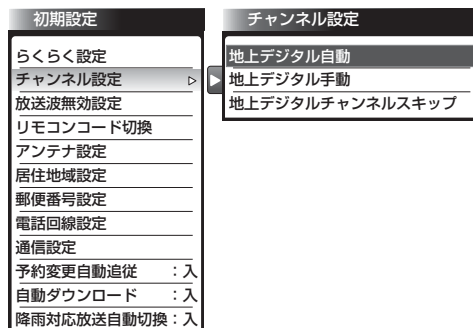 初期設定
らくらく設定
チャンネル設定
放送波無効設定
リモコンコード切換
アンテナ設定
居住地域設定
郵便番号設定
電話回線設定
通信設定
予約変更自動追従 ：入
自動ダウンロード ：入
降雨対応放送自動切換：入
チャンネル設定
地上デジタル自動
地上デジタル手動
地上デジタルチャンネルスキップ